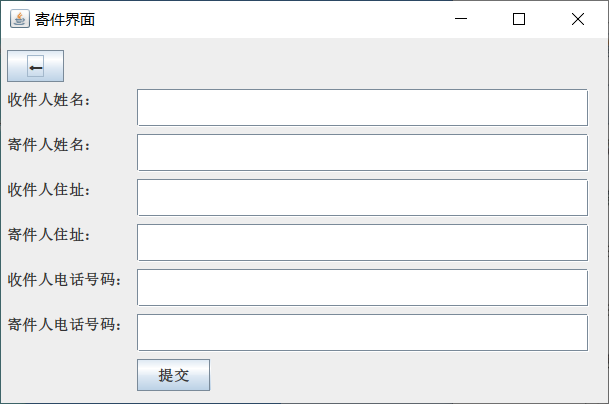 寄件界面
←
收件人姓名：
寄件人姓名：
收件人住址：
寄件人住址：
收件人电话号码：
寄件人电话号码：
提交